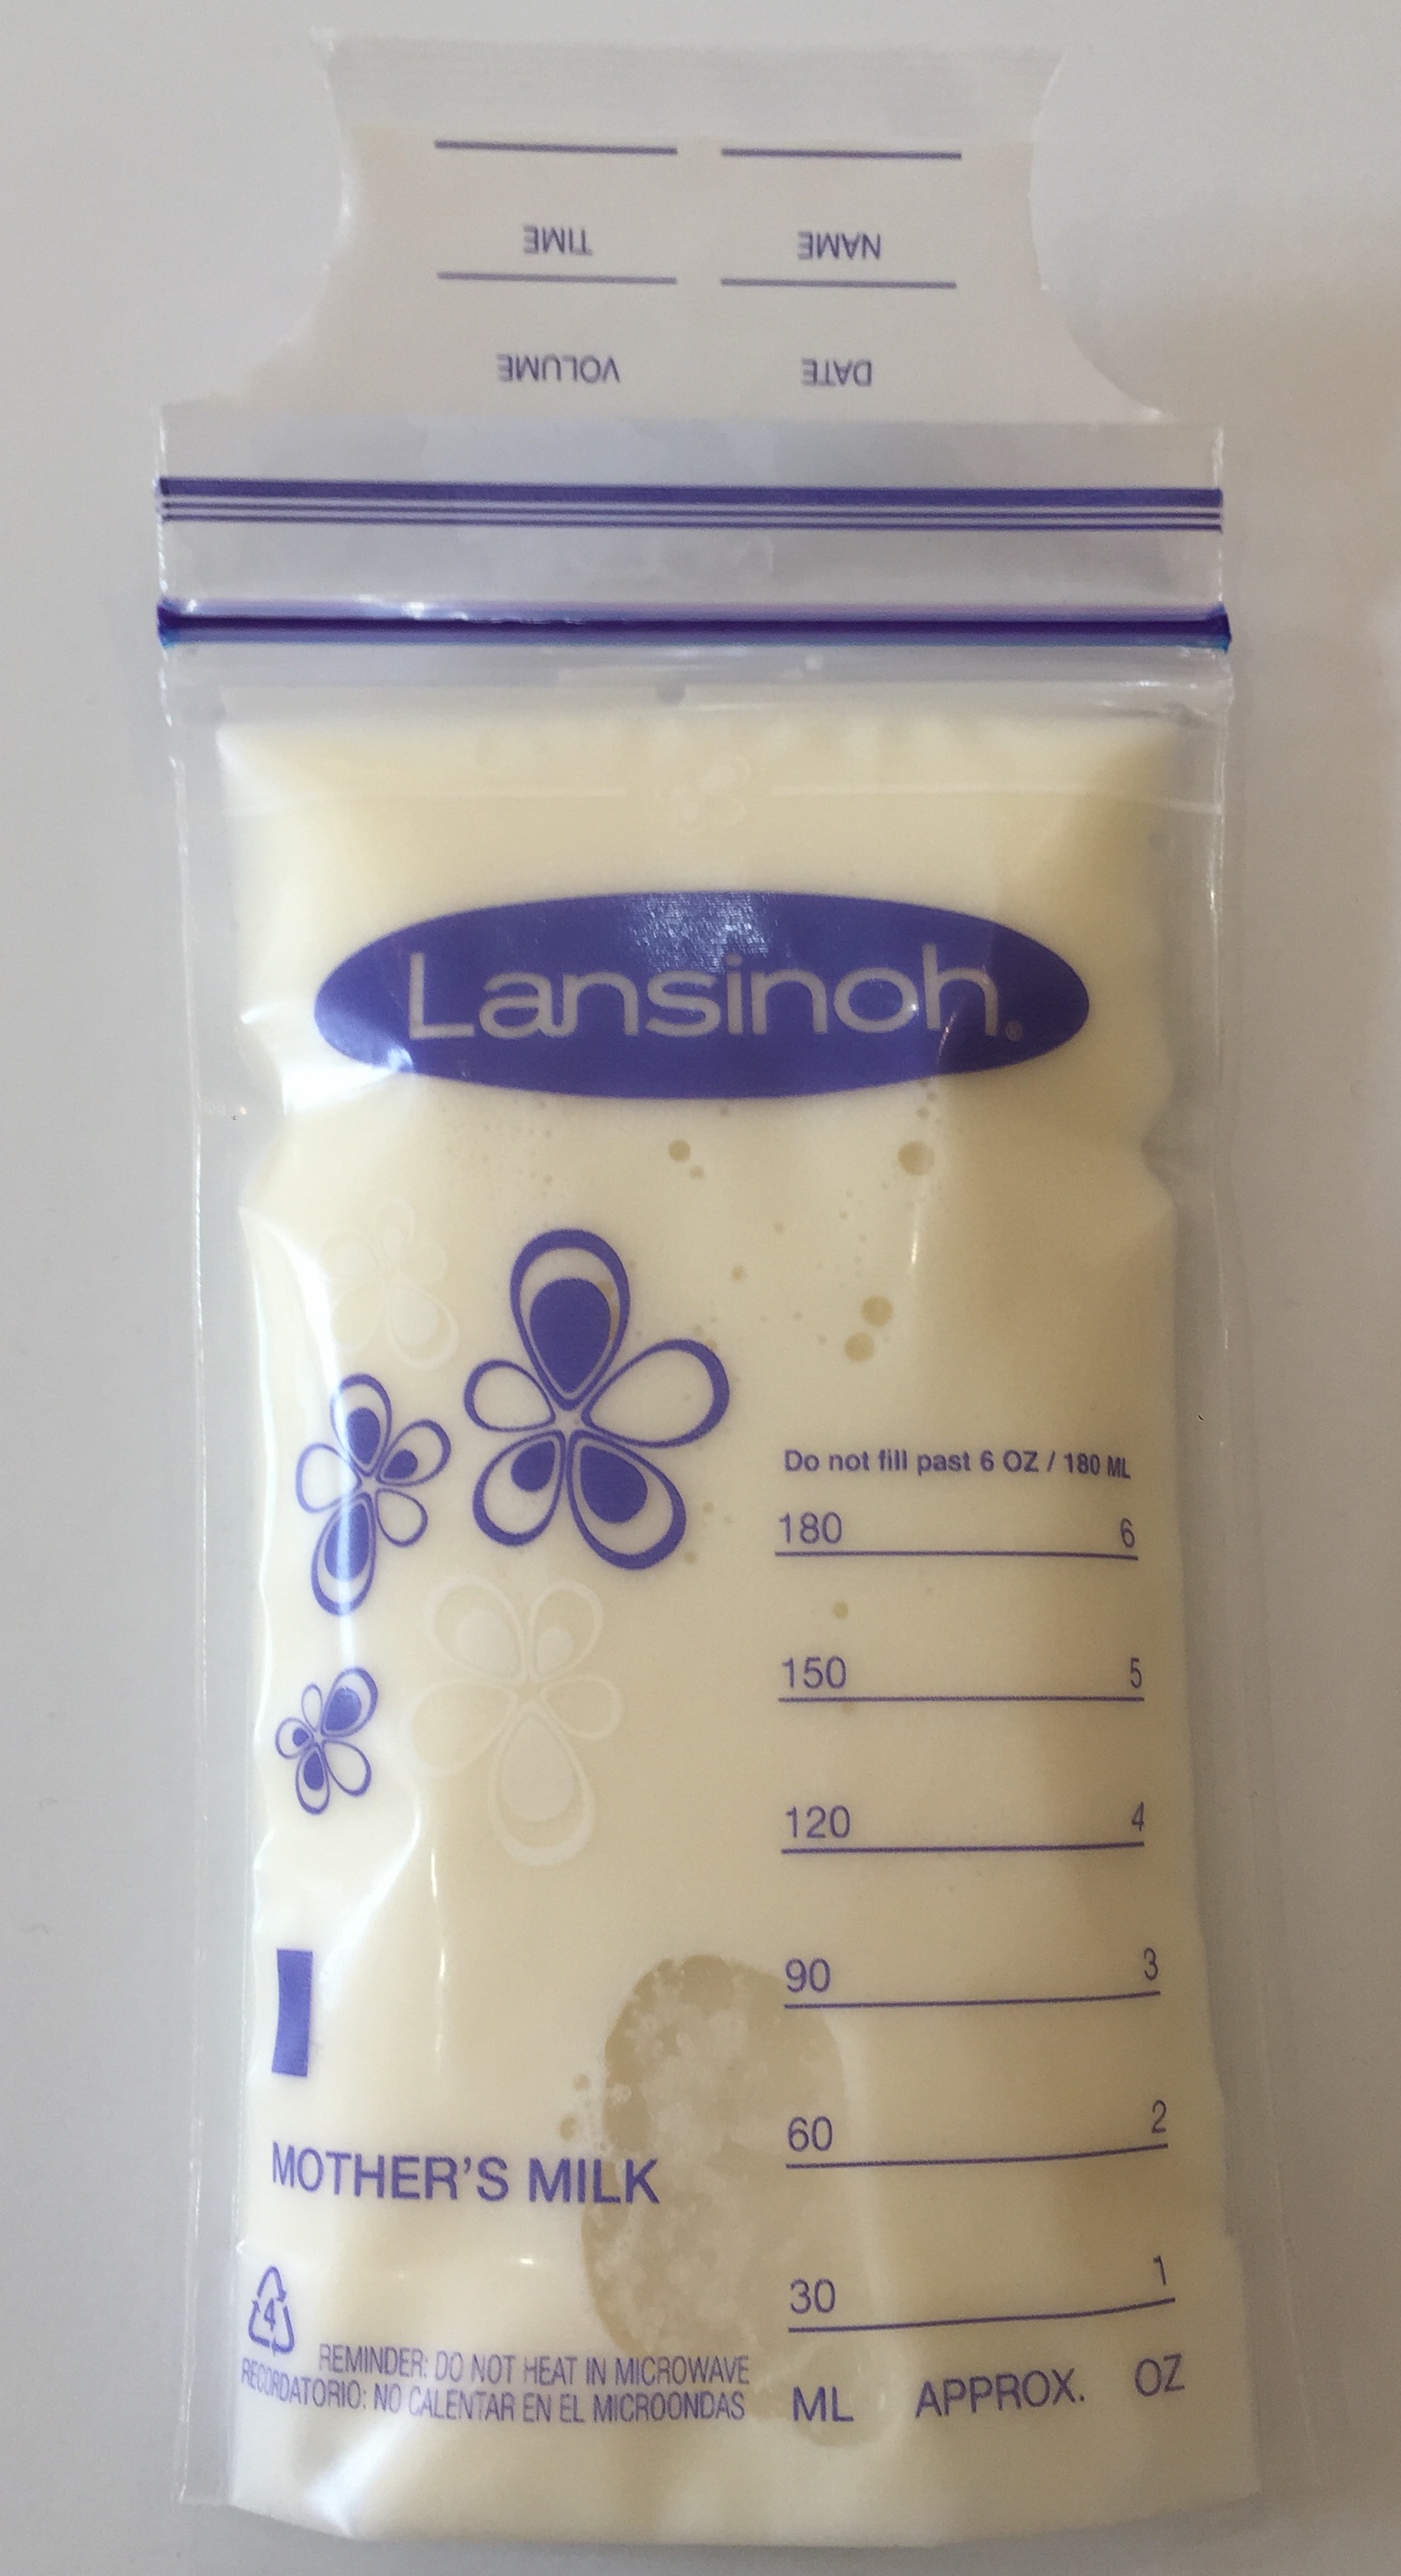 TIME NAME
VOLUME DATE
Lansinoh®
Do not fill past 6 OZ / 180 ML
180 6
150 5
120 4
90 3
60 2
MOTHER'S MILK
30 1
4
REMINDER: DO NOT HEAT IN MICROWAVE
RECORDATORIO: NO CALENTAR EN EL MICROONDAS
ML APPROX. OZ